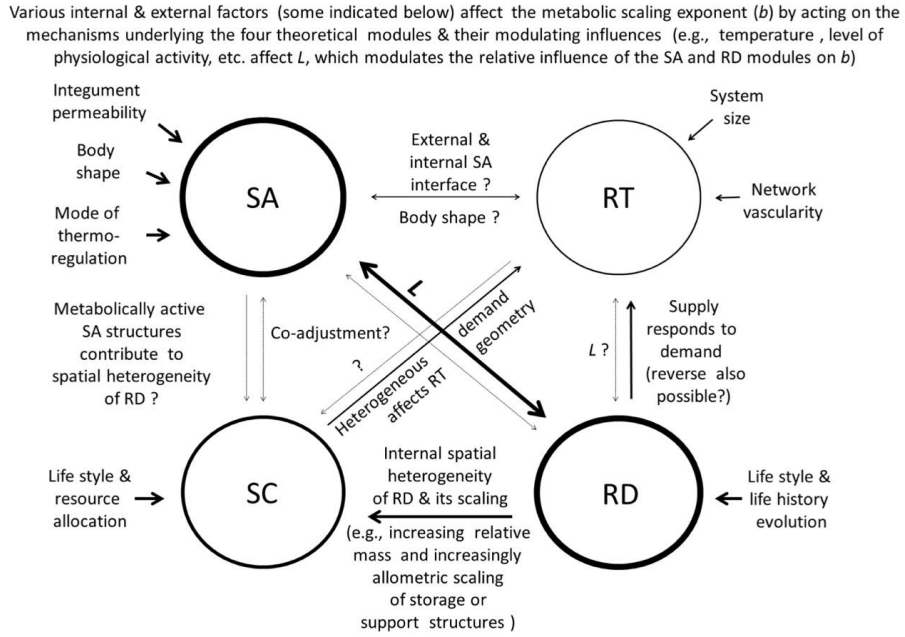 Various internal & external factors (some indicated below) affect the metabolic scaling exponent (b) by acting on the
mechanisms underlying the four theoretical modules & their modulating influences (e.g., temperature , level of
physiological activity, etc. affect L, which modulates the relative influence of the SA and RD modules on b)
Integument
permeability
Body
shape
Mode of
thermo-
regulation
SA
External &
internal SA
interface ?
Body shape ?
RT
System
size
Network
vascularity
Metabolically active
SA structures
contribute to
spatial heterogeneity
of RD ?
Co-adjustment?
L
?
Heterogeneous
affects RT
demand
geometry
L ?
Supply
responds to
demand
(reverse also
possible?)
Life style &
resource
allocation
SC
Internal spatial
heterogeneity
of RD & its scaling
(e.g., increasing relative
mass and increasingly
allometric scaling
of storage or
support structures )
RD
Life style &
life history
evolution